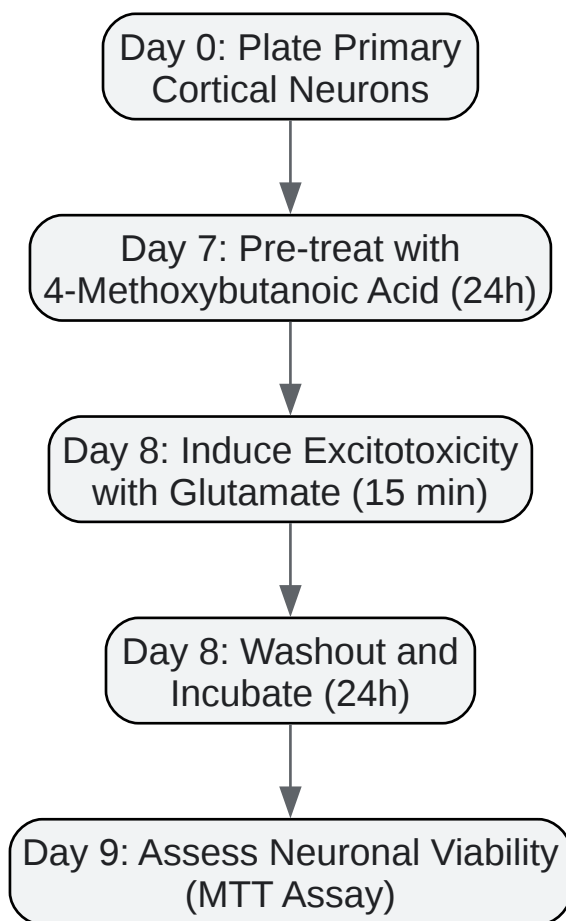 Day 0: Plate Primary
Cortical Neurons
Day 7: Pre-treat with
4-Methoxybutanoic Acid (24h)
Day 8: Induce Excitotoxicity
with Glutamate (15 min)
Day 8: Washout and
Incubate (24h)
Day 9: Assess Neuronal Viability
(MTT Assay)